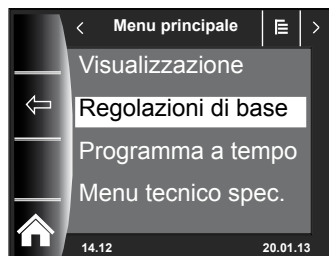 < Menu principale >
Visualizzazione
Regolazioni di base
Programma a tempo
Menu tecnico spec.
14.12 20.01.13